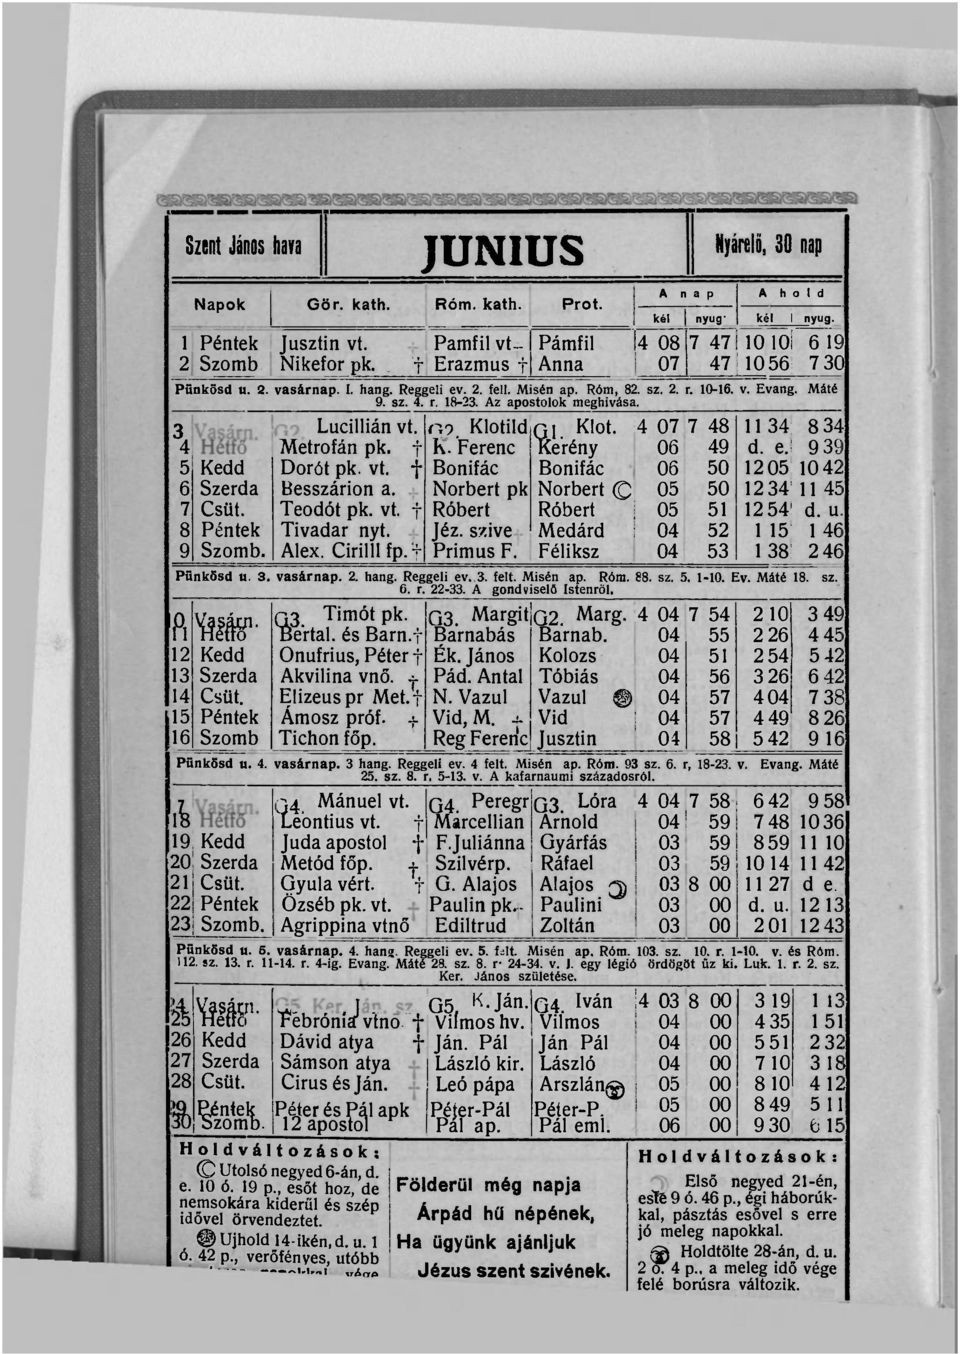 Szent János hava JUNIUS Nyárelő, 30 nap
Napok Gör. kath. Róm. kath. Prot. A nap A hold
kél nyug. kél nyug.
1 Péntek Jusztin vt. Pamfil vt. Pámfil 4 08 7 47 10 10 6 19
2 Szomb Nikefor pk. † Erazmus † Anna 07 47 10 56 7 30
Pünkösd u. 2. vasárnap. I. hang. Reggeli ev. 2. fell. Misén ap. Róm, 82. sz. 2. r. 10-16. v. Evang. Máté
9. sz. 4. r. 18-23. Az apostolok meghivása.
3 Vasárn. G2. Lucillián vt. G2. Klotild G1. Klot. 4 07 7 48 11 34 8 34
4 Hétfő Metrofán pk. † K. Ferenc Kerény 06 49 d. e. 9 39
5 Kedd Dorót pk. vt. † Bonifác Bonifác 06 50 12 05 10 42
6 Szerda Besszárion a. Norbert pk Norbert 05 50 12 34 11 45
7 Csüt. Teodót pk. vt. † Róbert Róbert 05 51 12 54 d. u.
8 Péntek Tivadar nyt. Jéz. szive Medárd 04 52 1 15 1 46
9 Szomb. Alex. Cirilll fp. † Primus F. Féliksz 04 53 1 38 2 46
Pünkösd u. 3. vasárnap. 2. hang. Reggeli ev. 3. felt. Misén ap. Róm. 88. sz. 5. 1-10. Ev. Máté 18. sz.
6. r. 22-33. A gondviselő Istenről.
0 Vasárn. G3. Timót pk. G3. Margit G2. Marg. 4 04 7 54 2 10 3 49
11 Hétfő Bertal. és Barn. † Barnabás Barnab. 04 55 2 26 4 45
12 Kedd Onufrius, Péter † Ék. János Kolozs 04 51 2 54 5 42
13 Szerda Akvilina vnő. † Pád. Antal Tóbiás 04 56 3 26 6 42
14 Csüt. Elizeus pr Met. † N. Vazul Vazul 04 57 4 04 7 38
15 Péntek Ámosz próf. † Vid, M. † Vid 04 57 4 49 8 26
16 Szomb Tichon főp. Reg Ferenc Jusztin 04 58 5 42 9 16
Pünkösd u. 4. vasárnap. 3 hang. Reggeli ev. 4 felt. Misén ap. Róm. 93 sz. 6. r, 18-23. v. Evang. Máté
25. sz. 8. r. 5-13. v. A kafarnaumi századosról.
7 Vasárn. G4. Mánuel vt. G4. Peregr G3. Lóra 4 04 7 58 6 42 9 58
18 Hétfő Leontius vt. † Marcellian Arnold 04 59 7 48 10 36
19 Kedd Juda apostol † F. Juliánna Gyárfás 03 59 8 59 11 10
20 Szerda Metód főp. † Szilvérp. Ráfael 03 59 10 14 11 42
21 Csüt. Gyula vért. † G. Alajos Alajos 03 8 00 11 27 d e.
22 Péntek Özséb pk. vt. Paulin pk. Paulini 03 00 d. u. 12 13
23 Szomb. Agrippina vtnő Ediltrud Zoltán 03 00 2 01 12 43
Pünkösd u. 5. vasárnap. 4. hang. Reggeli ev. 5. felt. Misén ap. Róm. 103. sz. 10. r. 1-10. v. és Róm.
112. sz. 13. r. 11-14. r. 4-ig. Evang. Máté 28. sz. 8. r. 24-34. v. J. egy légió ördögöt űz ki. Luk. 1. r. 2. sz.
Ker. János születése.
24 Vasárn. G5. Ker. Ján. sz. G5. K. Ján. G4. Iván 4 03 8 00 3 19 1 13
25 Hétfő Febrónia vtno † Vilmos hv. Vilmos 04 00 4 35 1 51
26 Kedd Dávid atya † Ján. Pál Ján Pál 04 00 5 51 2 32
27 Szerda Sámson atya László kir. László 04 00 7 10 3 18
28 Csüt. Cirus és Ján. Leó pápa Arszlán 05 00 8 10 4 12
29 Péntek Péter és Pál apk Péter-Pál Péter-P. 05 00 8 49 5 11
30 Szomb. 12 apostol Pál ap. Pál eml. 06 00 9 30 6 15
Holdváltozások:
Utolsó negyed 6-án, d.
e. 10 ó. 19 p., esőt hoz, de
nemsokára kiderül és szép
idővel örvendeztet.
Ujhold 14-ikén, d. u. 1
ó. 42 p., verőfényes, utóbb
vége
Földerül még napja
Árpád hű népének,
Ha ügyünk ajánljuk
Jézus szent szivének.
Holdváltozások:
Első negyed 21-én,
este 9 ó. 46 p., égi háborúk-
kal, pásztás esővel s erre
jó meleg napokkal.
Holdtölte 28-án, d. u.
2 ó. 4 p., a meleg idő vége
felé borúsra változik.